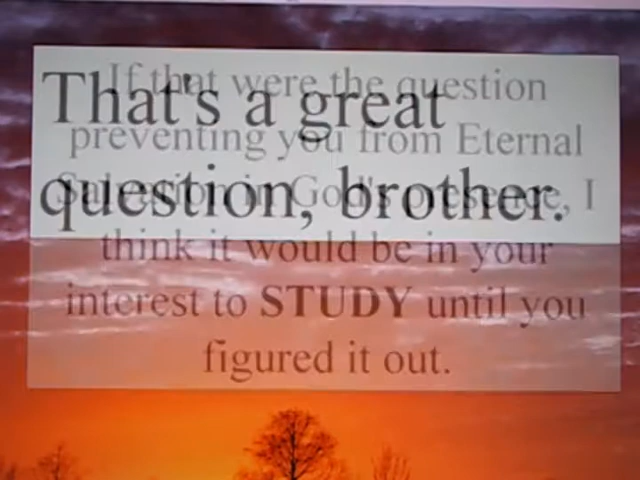 That's a great
question, brother.
If that were the question
preventing you from Eternal
Salvation in God's presence, I
think it would be in your
interest to STUDY until you
figured it out.